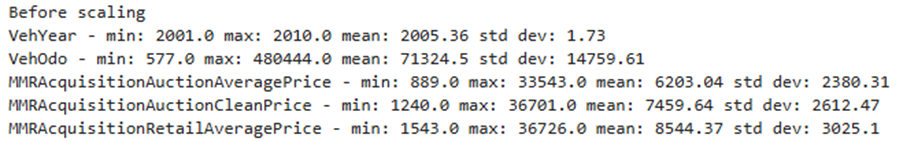 Before scaling
VehYear - min: 2001.0 max: 2010.0 mean: 2005.36 std dev: 1.73
VehOdo - min: 577.0 max: 480444.0 mean: 71324.5 std dev: 14759.61
MMRAcquisitionAuctionAveragePrice - min: 889.0 max: 33543.0 mean: 6203.04 std dev: 2380.31
MMRAcquisitionAuctionCleanPrice - min: 1240.0 max: 36701.0 mean: 7459.64 std dev: 2612.47
MMRAcquisitionRetailAveragePrice - min: 1543.0 max: 36726.0 mean: 8544.37 std dev: 3025.1